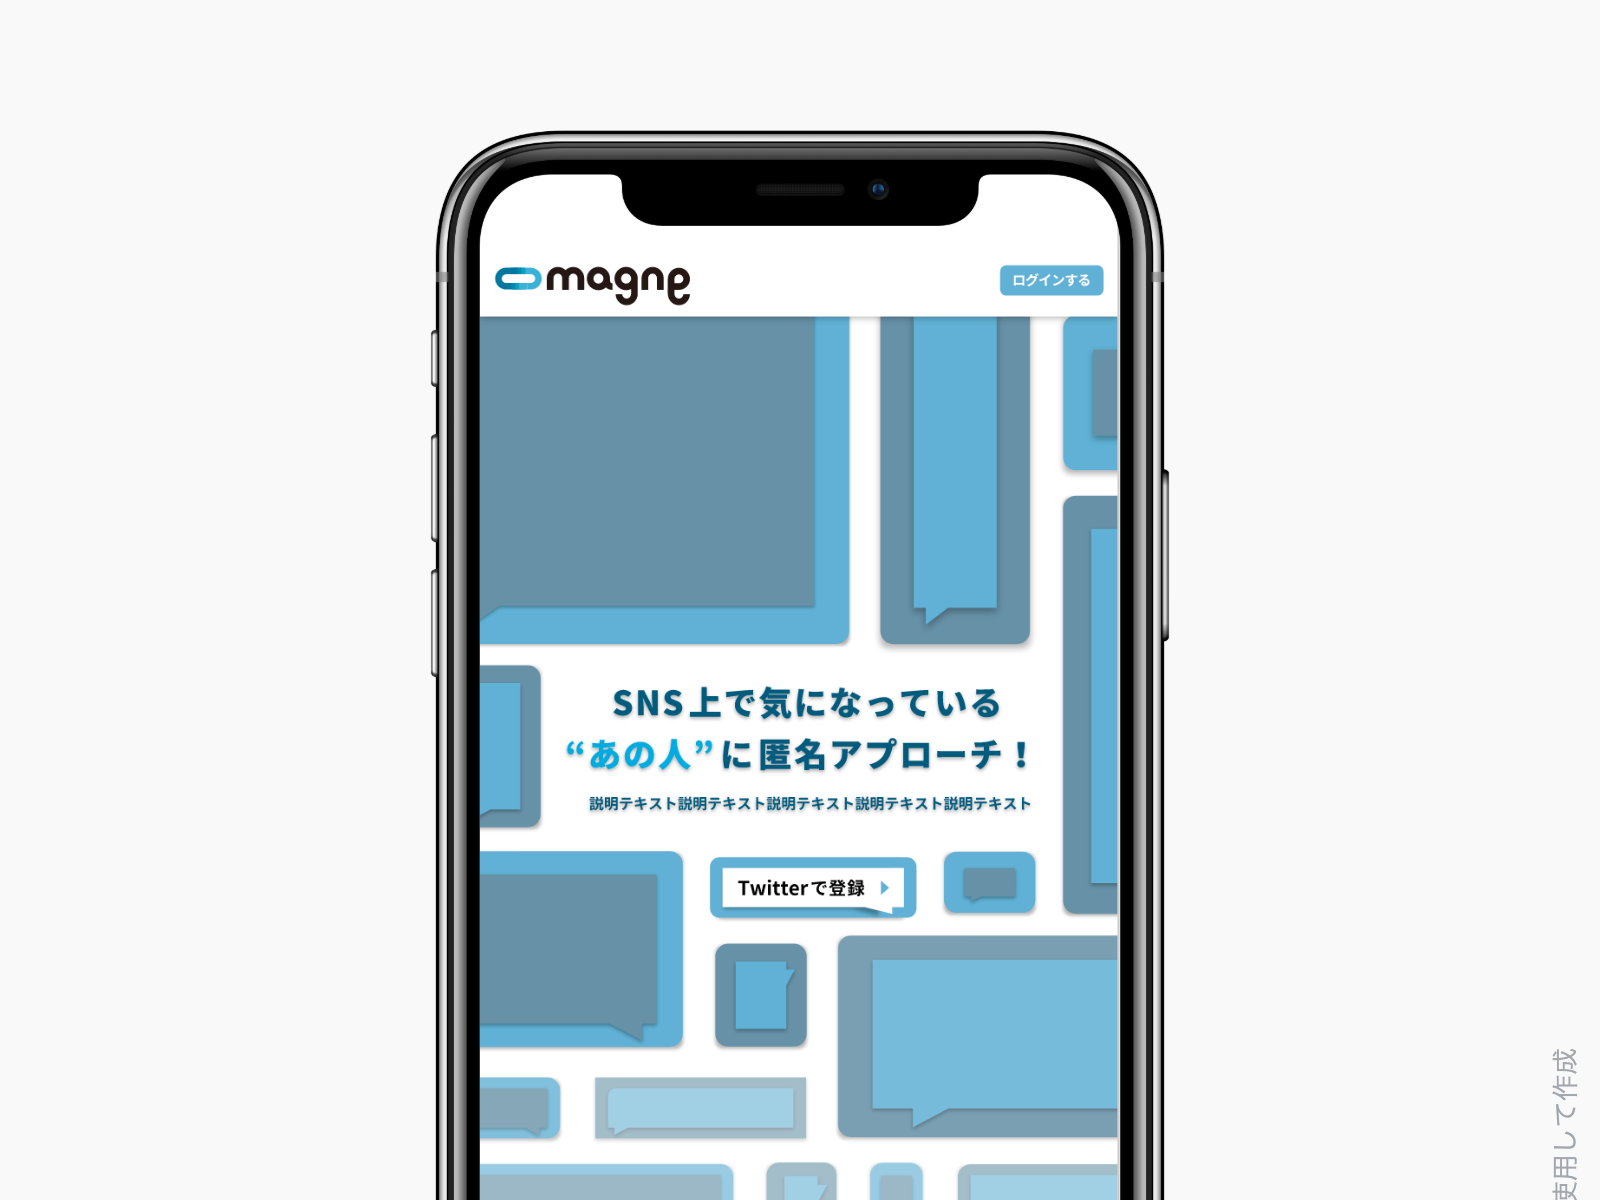 magne
ログインする
SNS上で気になっている
“あの人”に匿名アプローチ！
説明テキスト説明テキスト説明テキスト説明テキスト説明テキスト
Twitterで登録
使用して作成